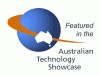 Featured
in the
Australian
Technology
Showcase